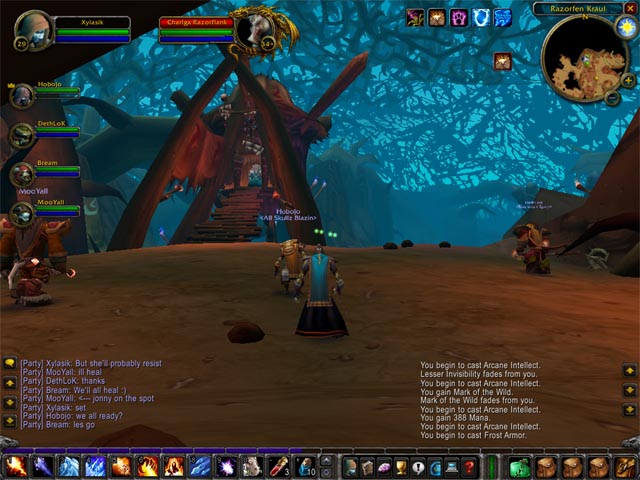 Xylasik
Charlga Razorflank
Razorfen Kraul
N
29
34+
Hobojo
DethLoK
Bream
MooYall
MooYall
Hobojo
<AB Skullz Blazin>
[Party] Xylasik: But she'll probably resist
[Party] MooYall: ill heal
[Party] DethLoK: thanks
[Party] Bream: We'll all heal :)
[Party] MooYall: <--- jonny on the spot
[Party] Xylasik: set
[Party] Hobojo: we all ready?
[Party] Bream: les go
You begin to cast Arcane Intellect.
Lesser Invisibility fades from you.
You begin to cast Arcane Intellect.
You gain Mark of the Wild.
Mark of the Wild fades from you.
You begin to cast Arcane Intellect.
You gain 388 Mana.
You begin to cast Arcane Intellect.
You begin to cast Frost Armor.
3
10